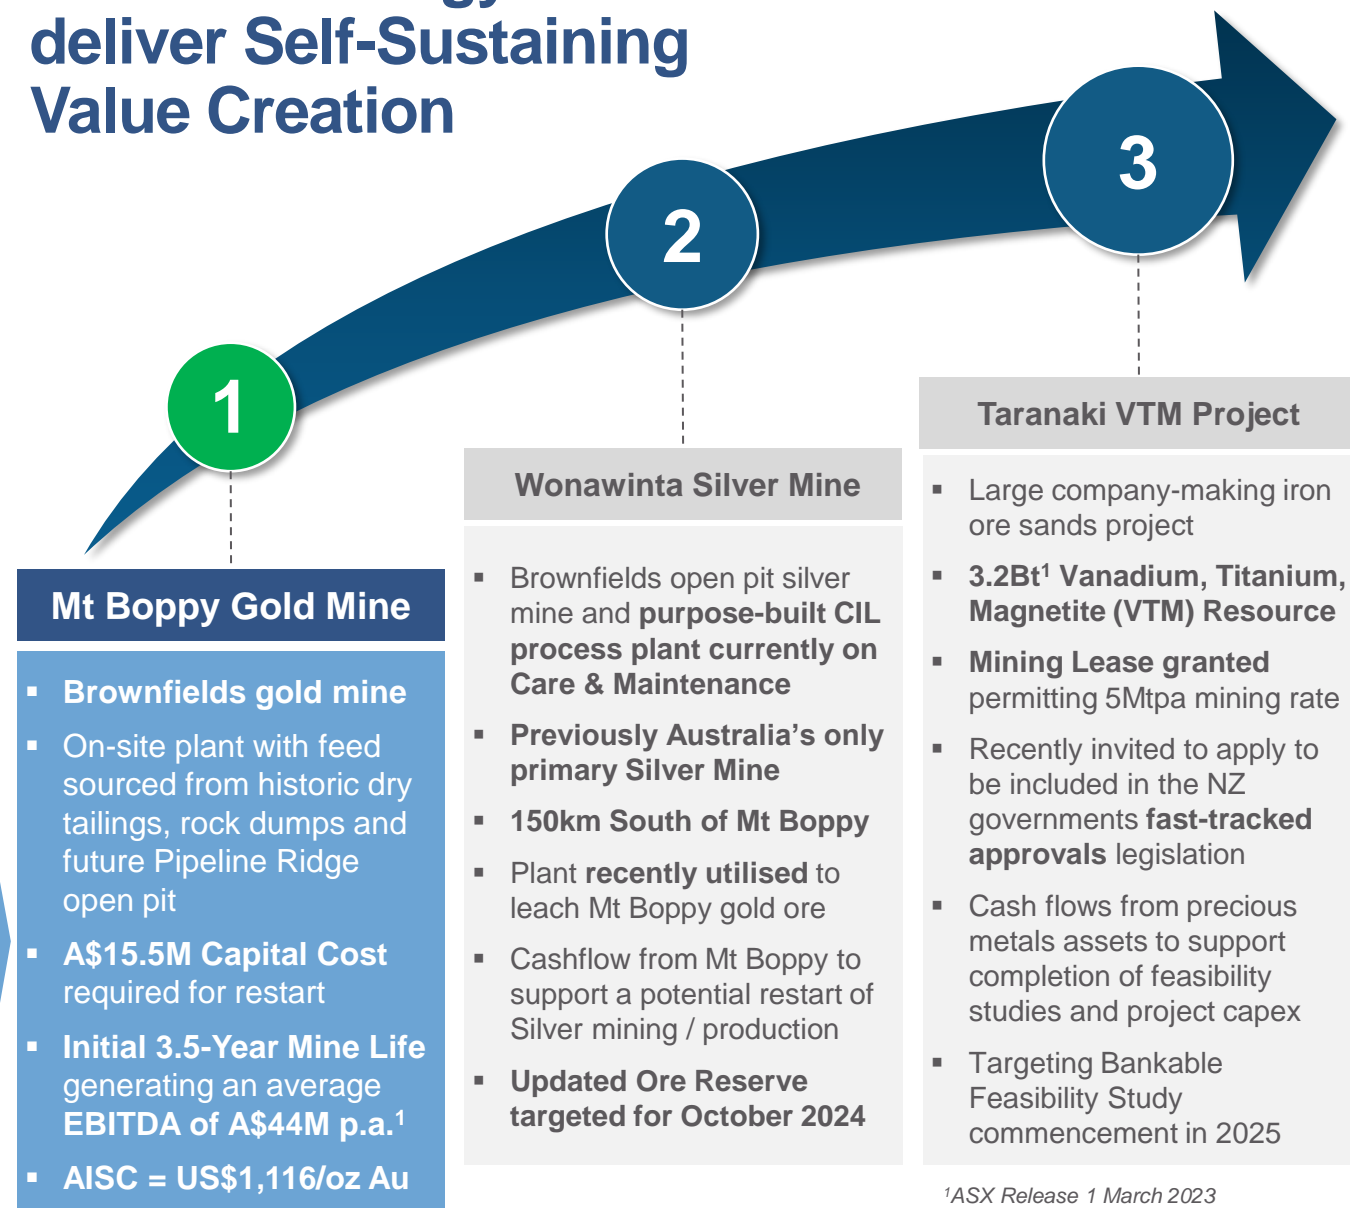 deliver Self-Sustaining
Value Creation
1
2
3
Mt Boppy Gold Mine
▪ Brownfields gold mine
▪ On-site plant with feed
sourced from historic dry
tailings, rock dumps and
future Pipeline Ridge
open pit
▪ A$15.5M Capital Cost
required for restart
▪ Initial 3.5-Year Mine Life
generating an average
EBITDA of A$44M p.a.¹
▪ AISC = US$1,116/oz Au
Wonawinta Silver Mine
▪ Brownfields open pit silver
mine and purpose-built CIL
process plant currently on
Care & Maintenance
▪ Previously Australia's only
primary Silver Mine
▪ 150km South of Mt Boppy
▪ Plant recently utilised to
leach Mt Boppy gold ore
▪ Cashflow from Mt Boppy to
support a potential restart of
Silver mining / production
▪ Updated Ore Reserve
targeted for October 2024
Taranaki VTM Project
▪ Large company-making iron
ore sands project
▪ 3.2Bt¹ Vanadium, Titanium,
Magnetite (VTM) Resource
▪ Mining Lease granted
permitting 5Mtpa mining rate
▪ Recently invited to apply to
be included in the NZ
governments fast-tracked
approvals legislation
▪ Cash flows from precious
metals assets to support
completion of feasibility
studies and project capex
▪ Targeting Bankable
Feasibility Study
commencement in 2025
¹ASX Release 1 March 2023